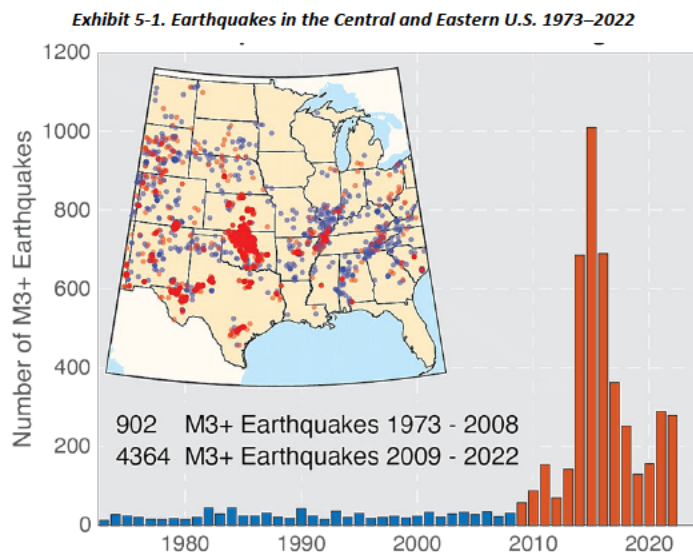 Exhibit 5-1. Earthquakes in the Central and Eastern U.S. 1973–2022
1200
1000
800
600
400
200
0
Number of M3+ Earthquakes
902 M3+ Earthquakes 1973 - 2008
4364 M3+ Earthquakes 2009 - 2022
1980 1990 2000 2010 2020